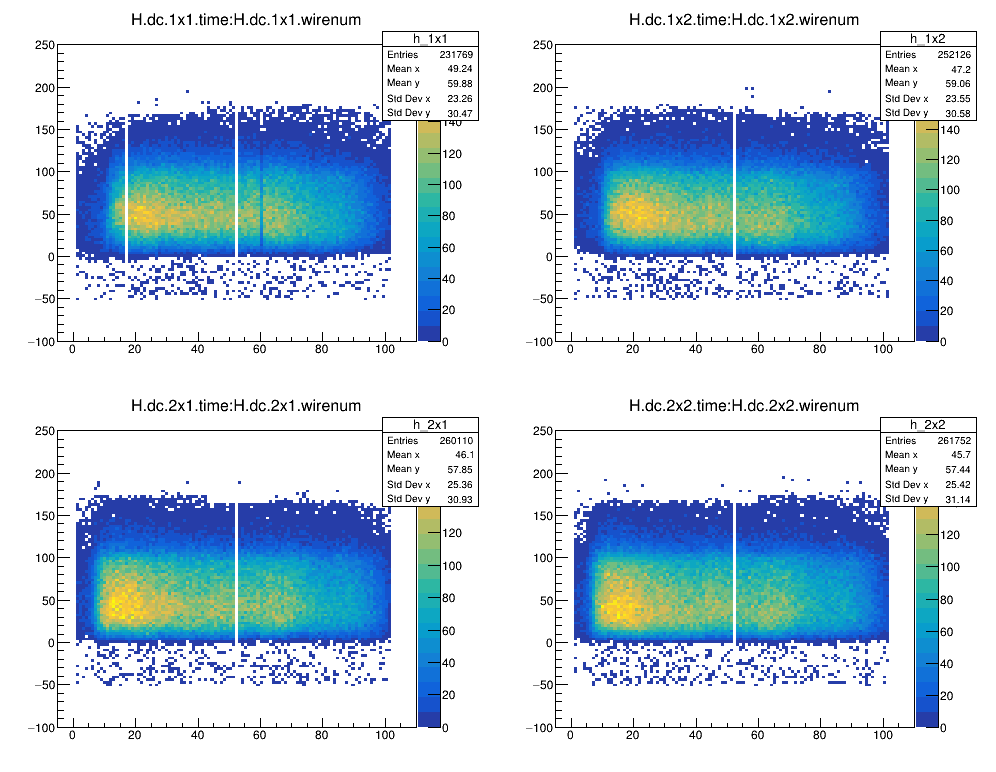 H.dc.1x1.time:H.dc.1x1.wirenum
h_1x1
Entries 231769
Mean x 49.24
Mean y 59.88
Std Dev x 23.26
Std Dev y 30.47
250
200
150
100
50
0
−50
−100
0 20 40 60 80 100
140
120
100
80
60
40
20
0
H.dc.1x2.time:H.dc.1x2.wirenum
h_1x2
Entries 252126
Mean x 47.2
Mean y 59.06
Std Dev x 23.55
Std Dev y 30.58
250
200
150
100
50
0
−50
−100
0 20 40 60 80 100
140
120
100
80
60
40
20
0
H.dc.2x1.time:H.dc.2x1.wirenum
h_2x1
Entries 260110
Mean x 46.1
Mean y 57.85
Std Dev x 25.36
Std Dev y 30.93
250
200
150
100
50
0
−50
−100
0 20 40 60 80 100
120
100
80
60
40
20
0
H.dc.2x2.time:H.dc.2x2.wirenum
h_2x2
Entries 261752
Mean x 45.7
Mean y 57.44
Std Dev x 25.42
Std Dev y 31.14
250
200
150
100
50
0
−50
−100
0 20 40 60 80 100
120
100
80
60
40
20
0